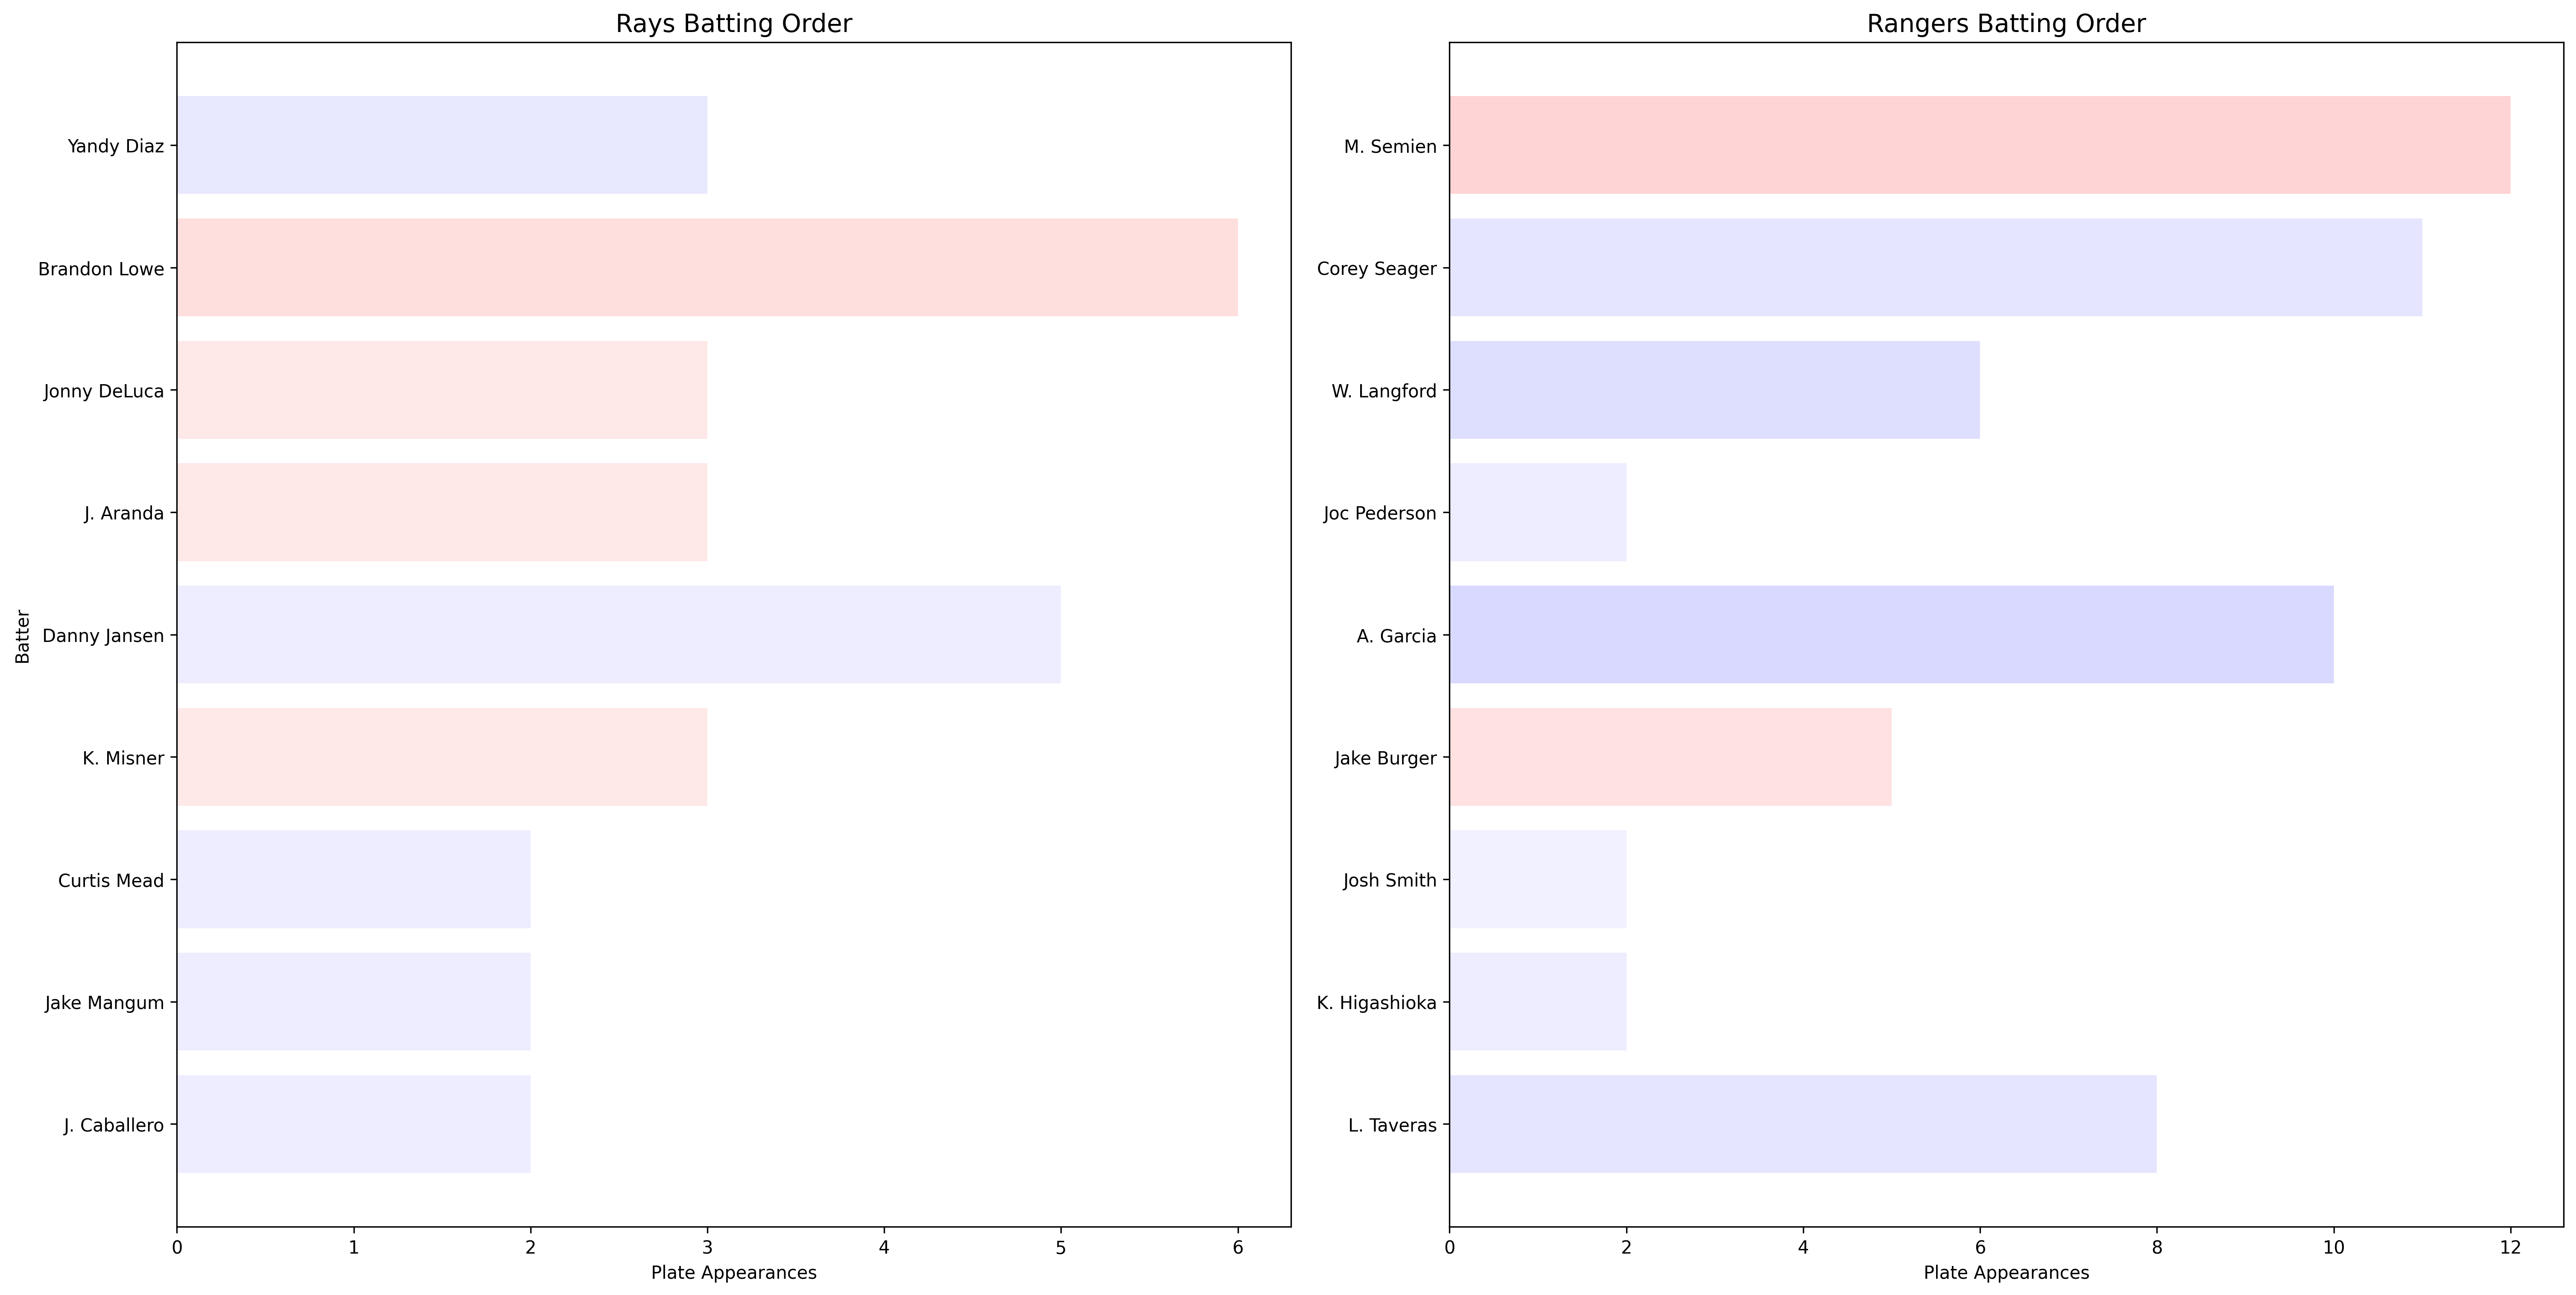 Rays Batting Order
Batter
Yandy Diaz
Brandon Lowe
Jonny DeLuca
J. Aranda
Danny Jansen
K. Misner
Curtis Mead
Jake Mangum
J. Caballero
0 1 2 3 4 5 6
Plate Appearances
Rangers Batting Order
M. Semien
Corey Seager
W. Langford
Joc Pederson
A. Garcia
Jake Burger
Josh Smith
K. Higashioka
L. Taveras
0 2 4 6 8 10 12
Plate Appearances